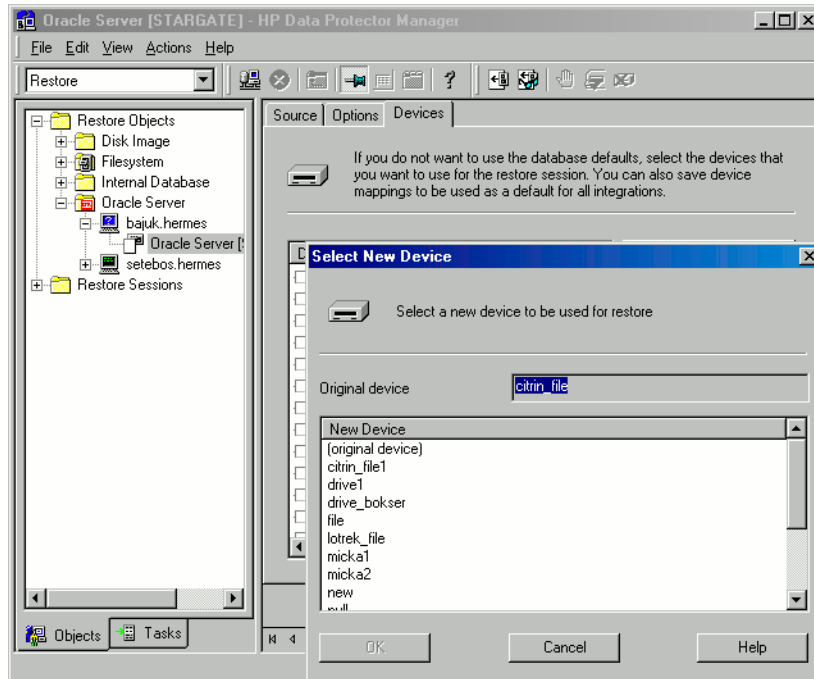 Oracle Server [STARGATE] - HP Data Protector Manager
File Edit View Actions Help
Restore
Restore Objects
Disk Image
Filesystem
Internal Database
Oracle Server
bajuk.hermes
Oracle Server [
setebos.hermes
Restore Sessions
Objects Tasks
Source Options Devices
If you do not want to use the database defaults, select the devices that
you want to use for the restore session. You can also save device
mappings to be used as a default for all integrations.
Select New Device
Select a new device to be used for restore
Original device citrin_file
New Device
(original device)
citrin_file1
drive1
drive_bokser
file
lotrek_file
micka1
micka2
new
null
OK Cancel Help